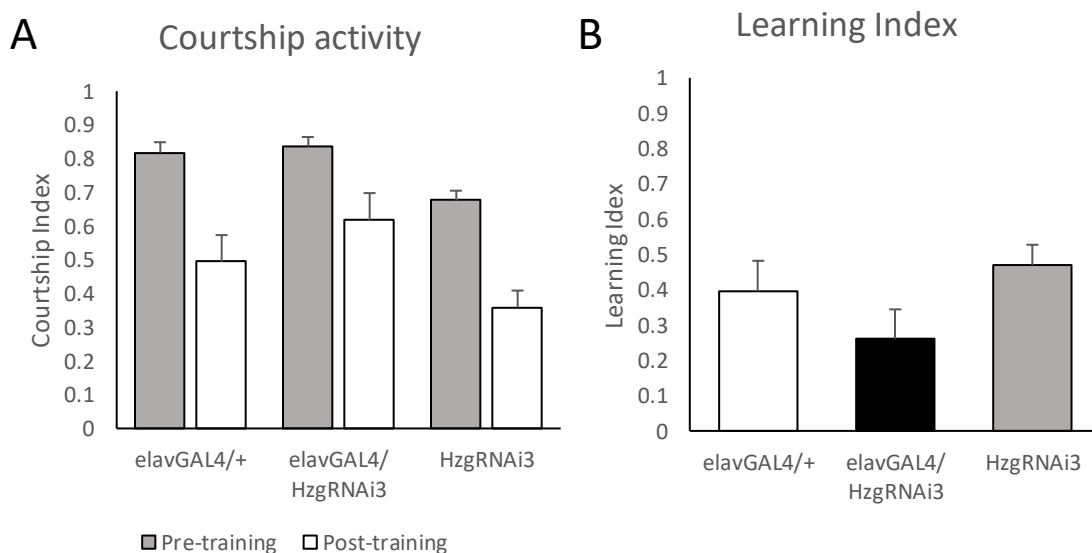 A
Courtship activity
Courtship Index
1
0.9
0.8
0.7
0.6
0.5
0.4
0.3
0.2
0.1
0
elavGAL4/+
elavGAL4/
HzgRNAi3
HzgRNAi3
Pre-training
Post-training
B
Learning Index
Learning Idex
1
0.9
0.8
0.7
0.6
0.5
0.4
0.3
0.2
0.1
0
elavGAL4/+
elavGAL4/
HzgRNAi3
HzgRNAi3